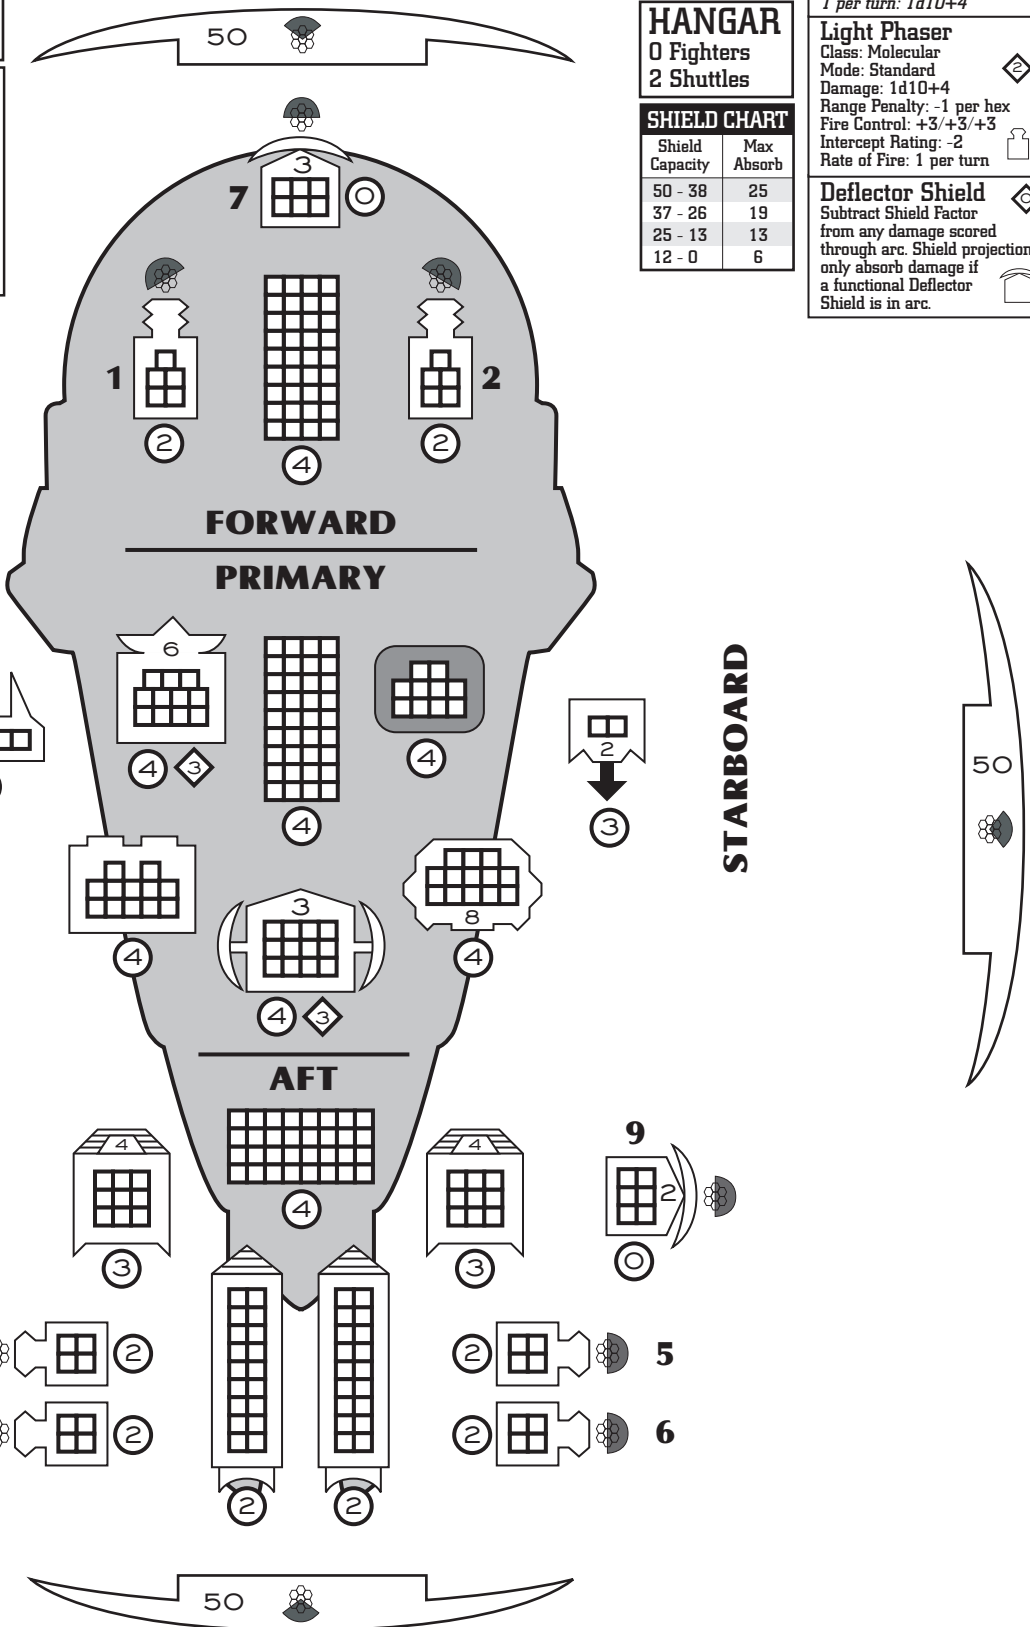 50
HANGAR
0 Fighters
2 Shuttles
SHIELD CHART
Shield Capacity
Max Absorb
50 - 38 25
37 - 26 19
25 - 13 13
12 - 0 6
1 per turn: 1d10+4
Light Phaser
Class: Molecular
Mode: Standard
Damage: 1d10+4
Range Penalty: -1 per hex
Fire Control: +3/+3/+3
Intercept Rating: -2
Rate of Fire: 1 per turn
2
Deflector Shield
Subtract Shield Factor
from any damage scored
through arc. Shield projection
only absorb damage if
a functional Deflector
Shield is in arc.
0
3
7
0
1
2
2
2
4
FORWARD
PRIMARY
6
4
3
4
4
2
3
STARBOARD
50
4
8
4
3
4
3
AFT
4
4
4
3
3
9
2
0
2
2
5
2
2
6
2
2
50